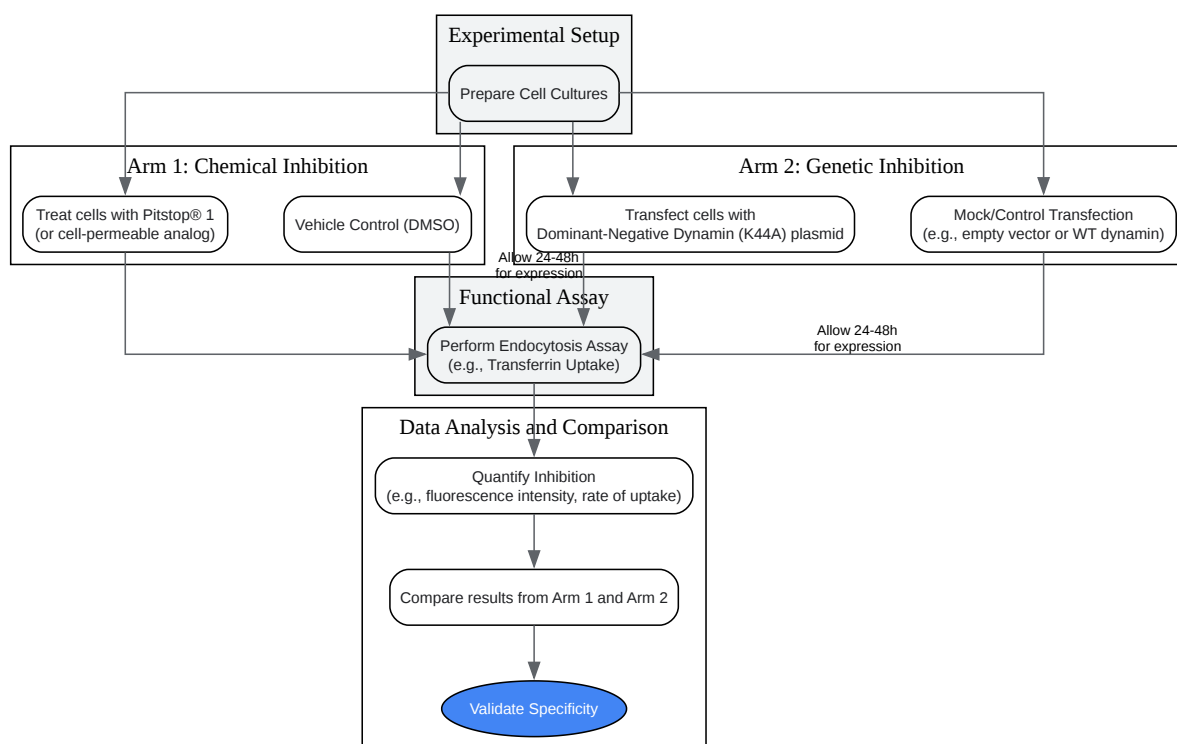 Experimental Setup
Prepare Cell Cultures
Arm 1: Chemical Inhibition
Treat cells with Pitstop® 1
(or cell-permeable analog)
Vehicle Control (DMSO)
Arm 2: Genetic Inhibition
Transfect cells with
Dominant-Negative Dynamin (K44A) plasmid
Mock/Control Transfection
(e.g., empty vector or WT dynamin)
Allow 24-48h
for expression
Allow 24-48h
for expression
Functional Assay
Perform Endocytosis Assay
(e.g., Transferrin Uptake)
Data Analysis and Comparison
Quantify Inhibition
(e.g., fluorescence intensity, rate of uptake)
Compare results from Arm 1 and Arm 2
Validate Specificity